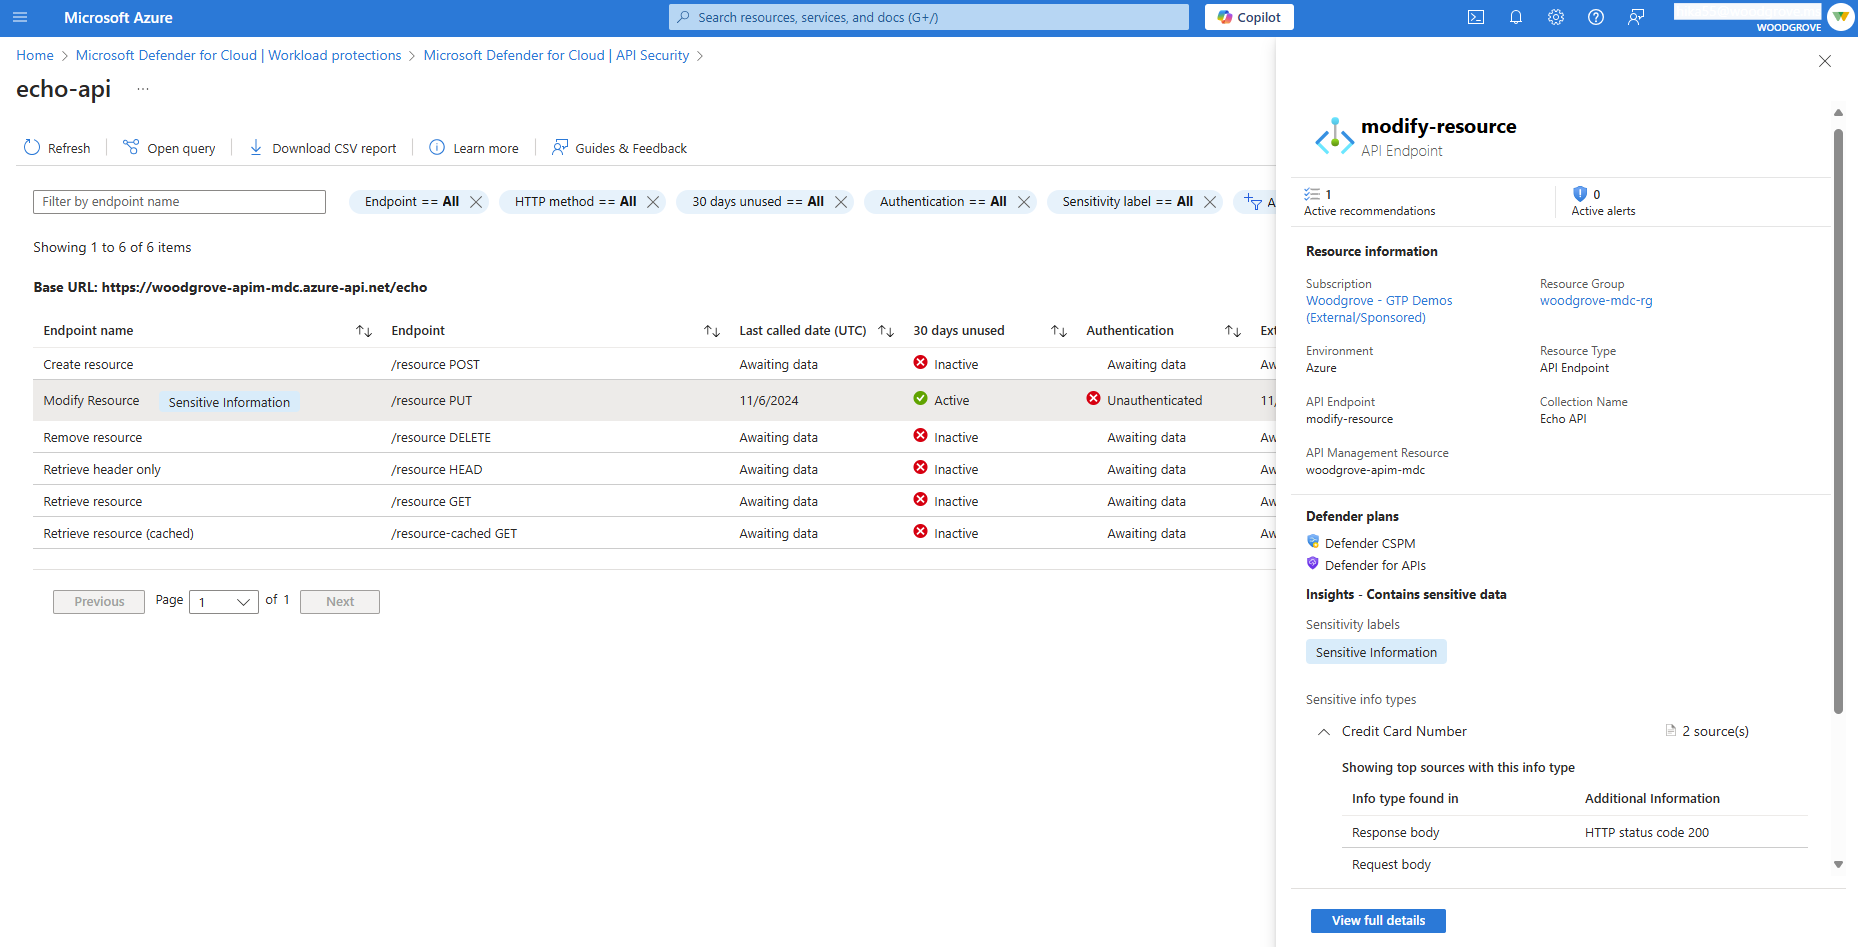 Microsoft Azure
Search resources, services, and docs (G+/)
Copilot
WOODGROVE
Home > Microsoft Defender for Cloud | Workload protections > Microsoft Defender for Cloud | API Security >
echo-api ...
Refresh
Open query
Download CSV report
Learn more
Guides & Feedback
Filter by endpoint name
Endpoint == All
HTTP method == All
30 days unused == All
Authentication == All
Sensitivity label == All
A
Showing 1 to 6 of 6 items
Base URL: https://woodgrove-apim-mdc.azure-api.net/echo
Endpoint name Endpoint Last called date (UTC) 30 days unused Authentication Ext
Create resource /resource POST Awaiting data Inactive Awaiting data Aw
Modify Resource Sensitive Information /resource PUT 11/6/2024 Active Unauthenticated 11/
Remove resource /resource DELETE Awaiting data Inactive Awaiting data Aw
Retrieve header only /resource HEAD Awaiting data Inactive Awaiting data Aw
Retrieve resource /resource GET Awaiting data Inactive Awaiting data Aw
Retrieve resource (cached) /resource-cached GET Awaiting data Inactive Awaiting data Aw
Previous Page 1 of 1 Next
modify-resource
API Endpoint
1
Active recommendations
0
Active alerts
Resource information
Subscription
Woodgrove - GTP Demos
(External/Sponsored)
Resource Group
woodgrove-mdc-rg
Environment
Azure
Resource Type
API Endpoint
API Endpoint
modify-resource
Collection Name
Echo API
API Management Resource
woodgrove-apim-mdc
Defender plans
Defender CSPM
Defender for APIs
Insights - Contains sensitive data
Sensitivity labels
Sensitive Information
Sensitive info types
Credit Card Number 2 source(s)
Showing top sources with this info type
Info type found in Additional Information
Response body HTTP status code 200
Request body
View full details